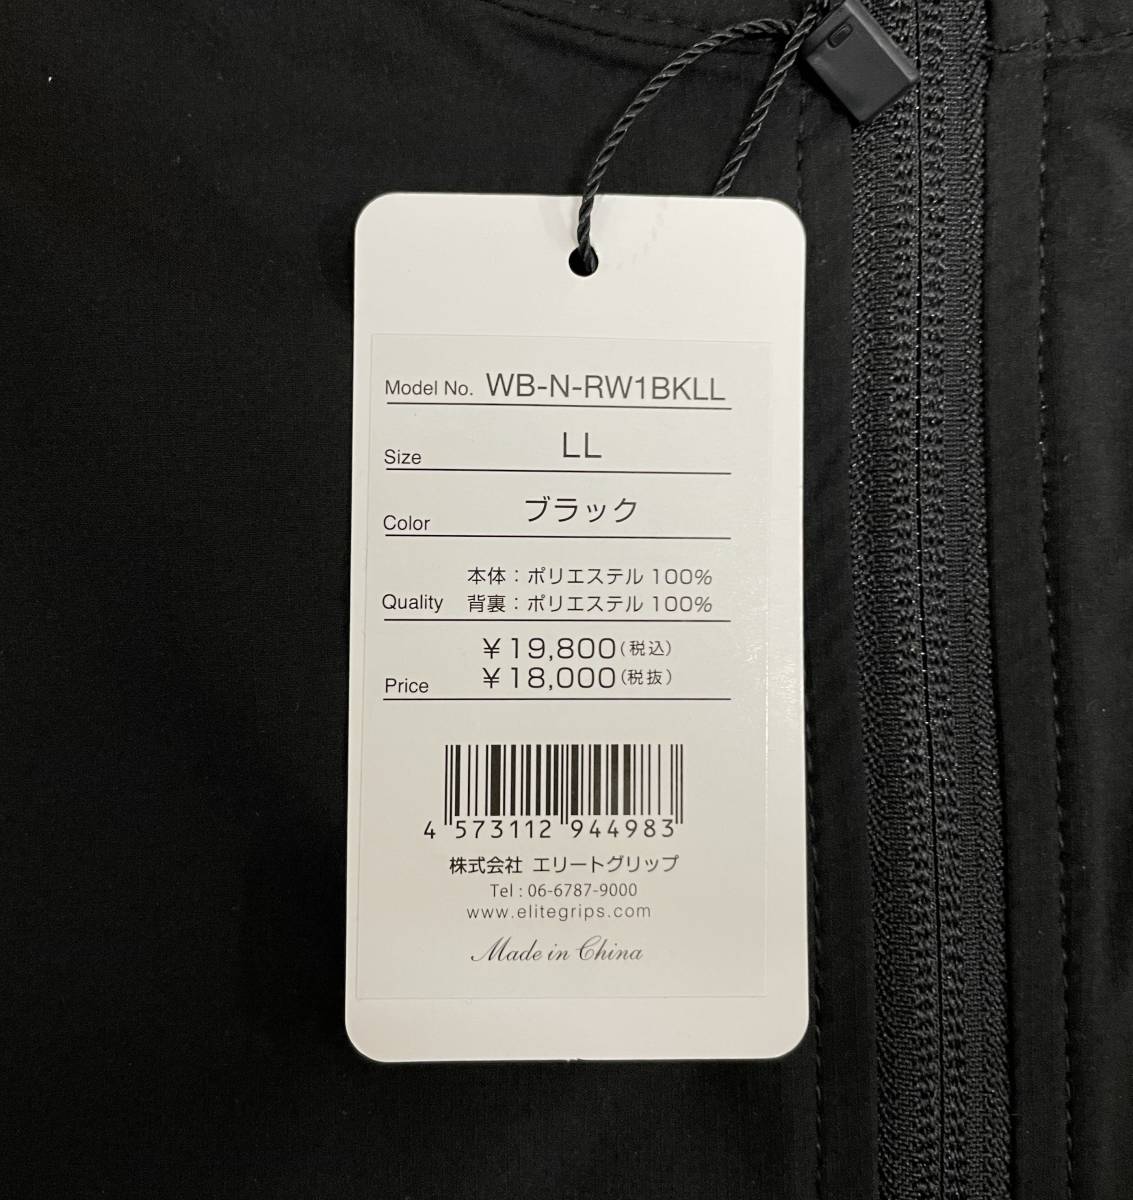 Model No. WB-N-RW1BKLL
Size LL
Color ブラック
本体：ポリエステル 100%
Quality 背裏：ポリエステル 100%
￥19,800(税込)
￥18,000(税抜)
Price
4 573112 944983
株式会社 エリートグリップ
Tel : 06-6787-9000
www.elitegrips.com
Made in China